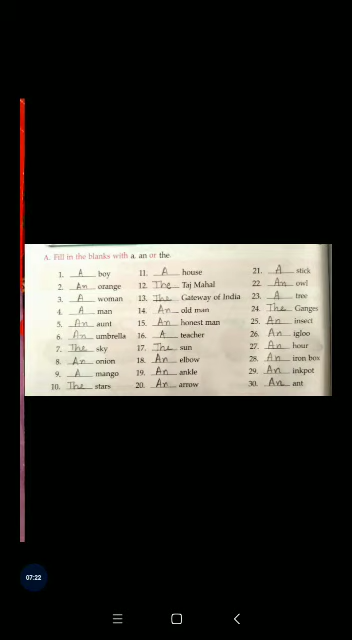 A. Fill in the blanks with a, an or the.
1. A boy
2. An orange
3. A woman
4. A man
5. An aunt
6. An umbrella
7. The sky
8. An onion
9. A mango
10. The stars
11. A house
12. The Taj Mahal
13. The Gateway of India
14. An old man
15. An honest man
16. A teacher
17. The sun
18. An elbow
19. An ankle
20. An arrow
21. A stick
22. An owl
23. A tree
24. The Ganges
25. An insect
26. An igloo
27. An hour
28. An iron box
29. An inkpot
30. An ant
07:22